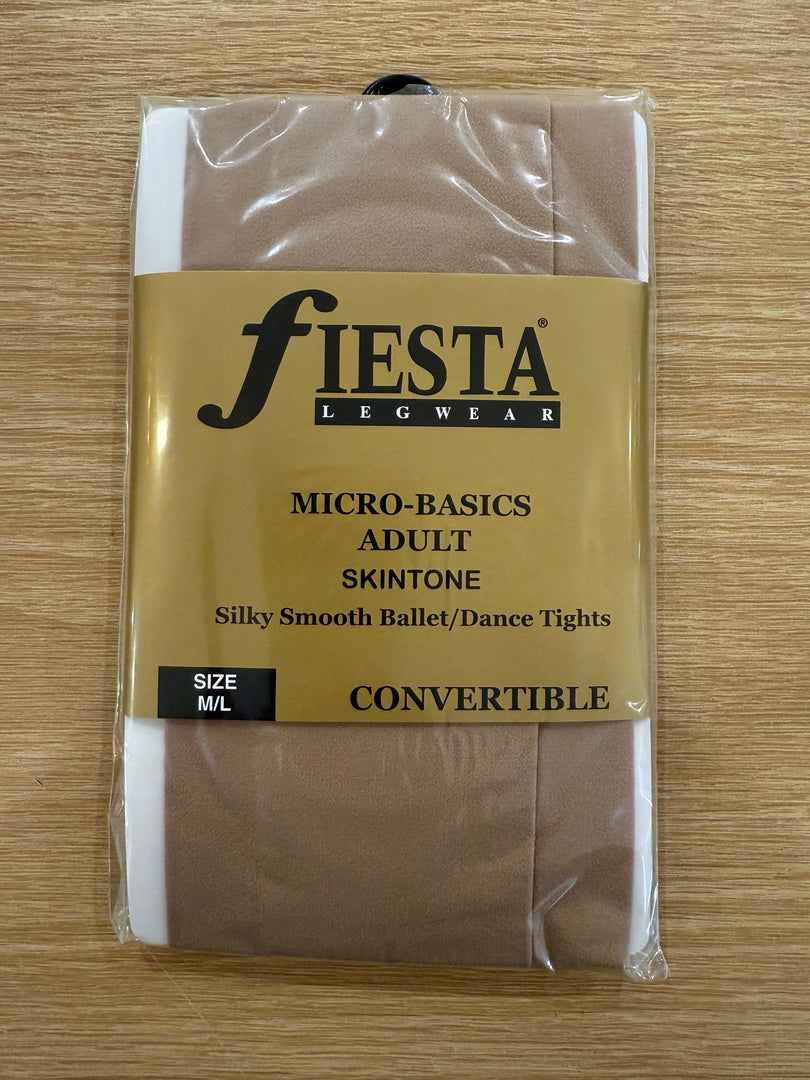 fIESTA®
LEGWEAR
MICRO-BASICS
ADULT
SKINTONE
Silky Smooth Ballet/Dance Tights
SIZE
M/L
CONVERTIBLE